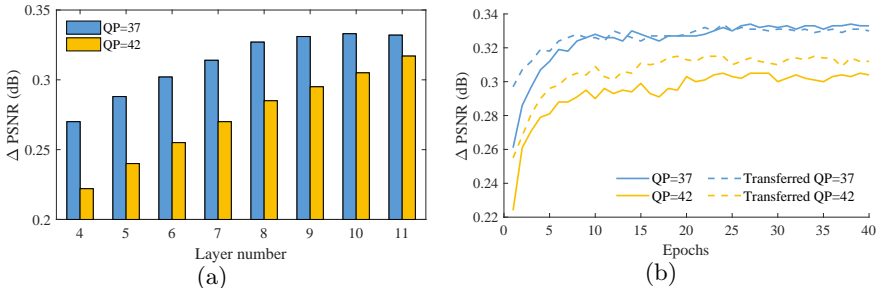 0.35
0.3
0.25
0.2
Δ PSNR (dB)
QP=37
QP=42
4 5 6 7 8 9 10 11
Layer number
(a)
0.34
0.32
0.3
0.28
0.26
0.24
0.22
Δ PSNR (dB)
QP=37
QP=42
Transferred QP=37
Transferred QP=42
0 5 10 15 20 25 30 35 40
Epochs
(b)